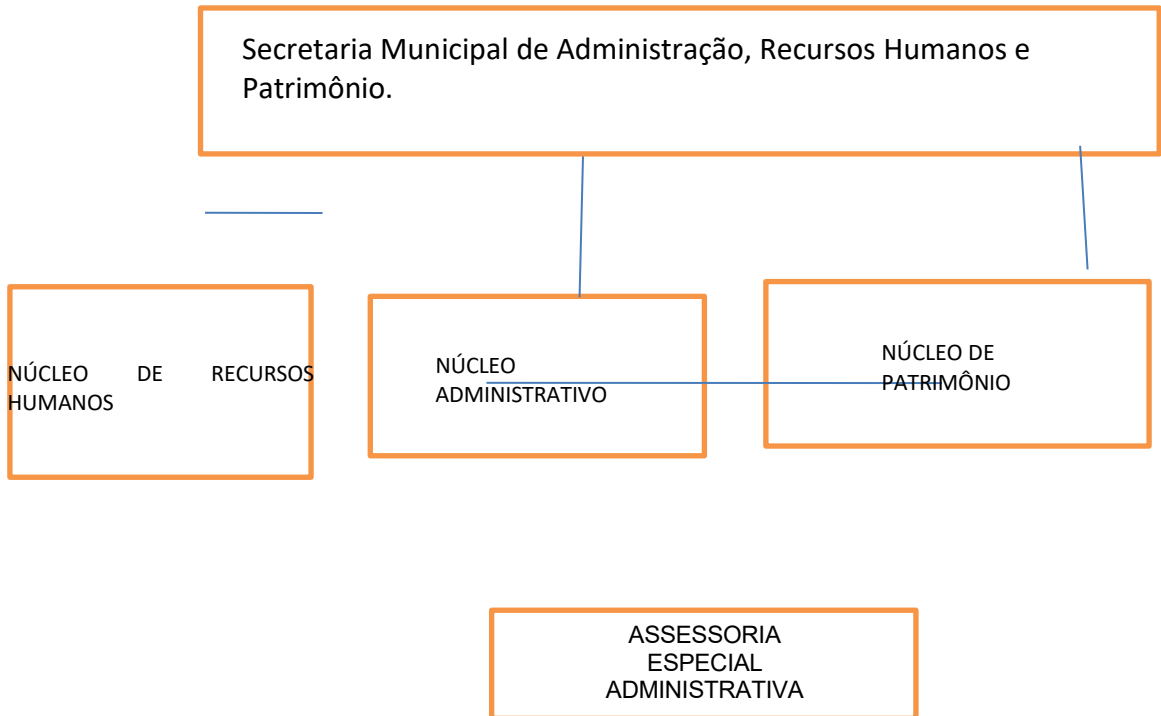 Secretaria Municipal de Administração, Recursos Humanos e
Patrimônio.
NÚCLEO DE RECURSOS
HUMANOS
NÚCLEO
ADMINISTRATIVO
NÚCLEO DE
PATRIMÔNIO
ASSESSORIA
ESPECIAL
ADMINISTRATIVA